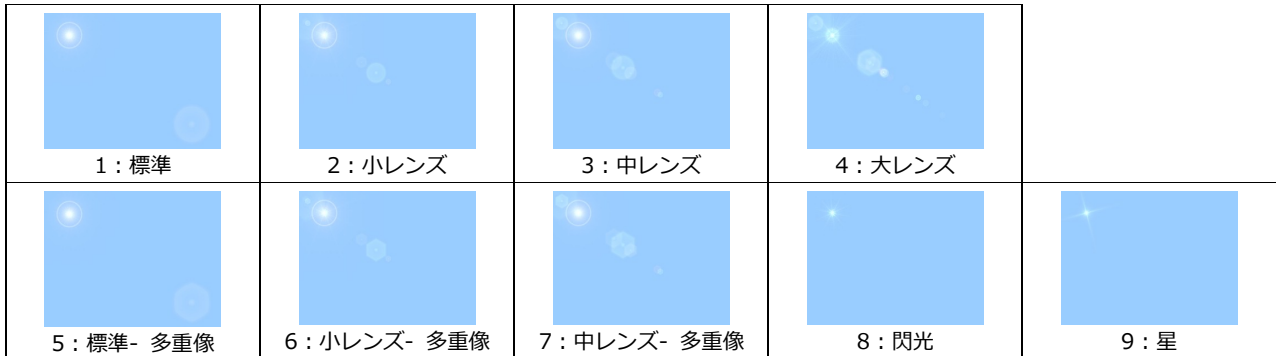 1：標準
2：小レンズ
3：中レンズ
4：大レンズ
5：標準- 多重像
6：小レンズ- 多重像
7：中レンズ- 多重像
8：閃光
9：星